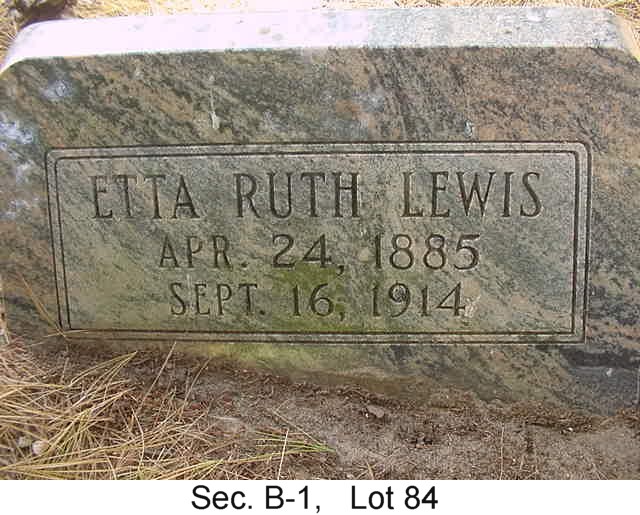 ETTA RUTH LEWIS
APR. 24, 1885
SEPT. 16, 1914
Sec. B-1, Lot 84